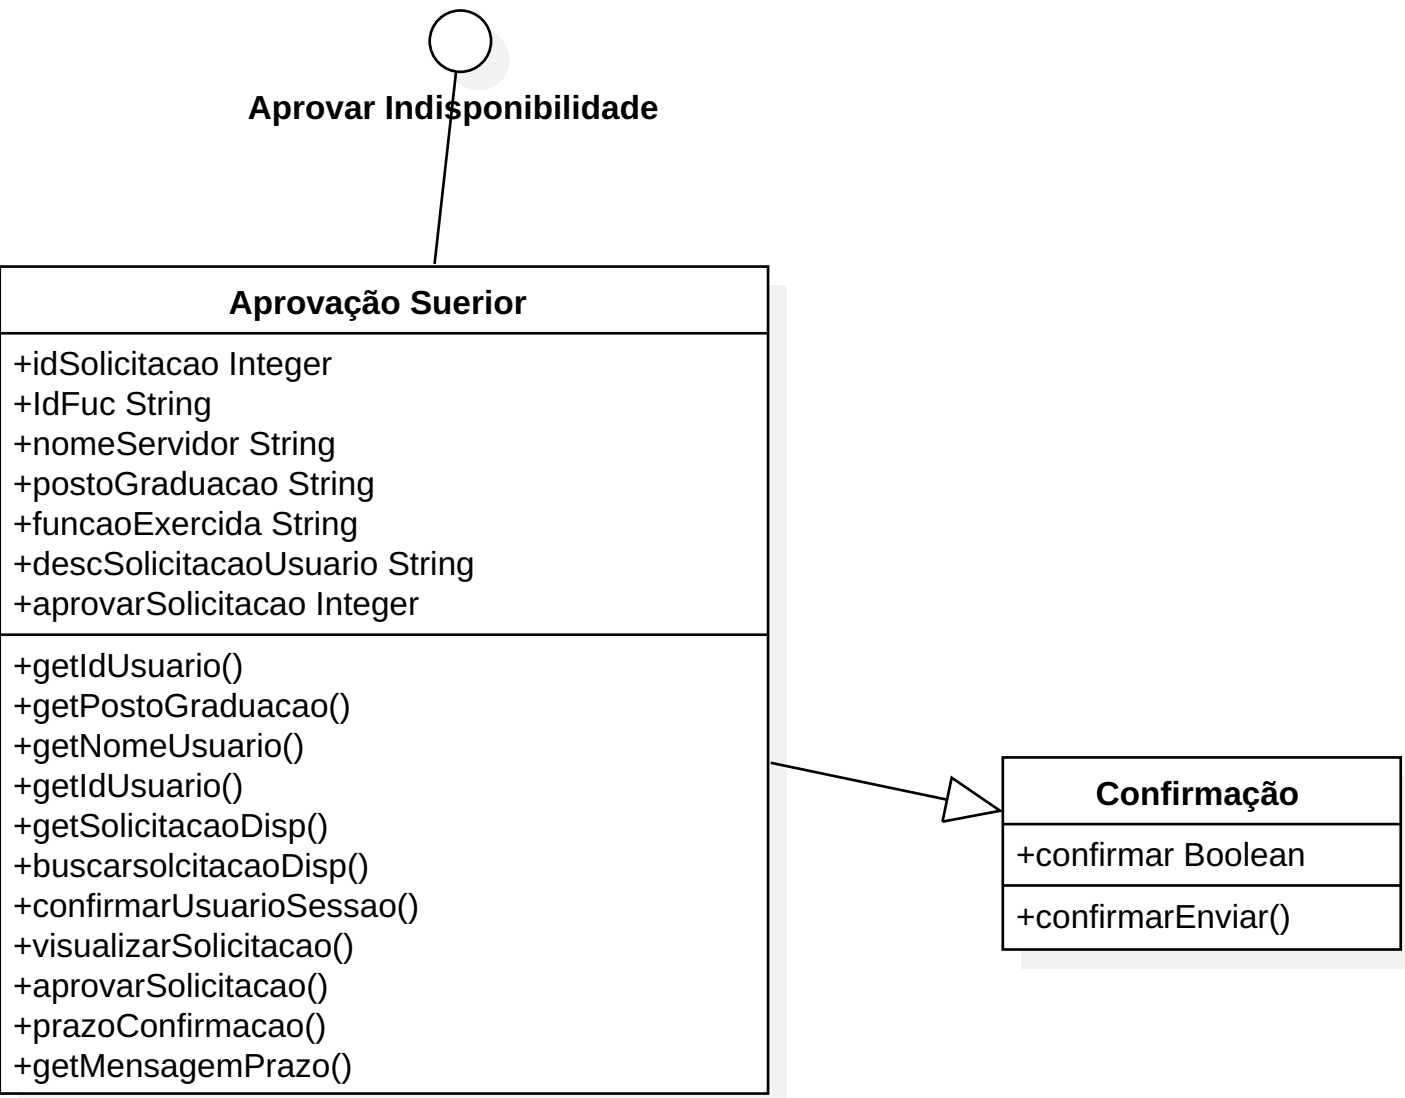 Aprovar Indisponibilidade
Aprovação Suerior
+idSolicitacao Integer
+IdFuc String
+nomeServidor String
+postoGraduacao String
+funcaoExercida String
+descSolicitacaoUsuario String
+aprovarSolicitacao Integer
+getIdUsuario()
+getPostoGraduacao()
+getNomeUsuario()
+getIdUsuario()
+getSolicitacaoDisp()
+buscarsolcitacaoDisp()
+confirmarUsuarioSessao()
+visualizarSolicitacao()
+aprovarSolicitacao()
+prazoConfirmacao()
+getMensagemPrazo()
Confirmação
+confirmar Boolean
+confirmarEnviar()